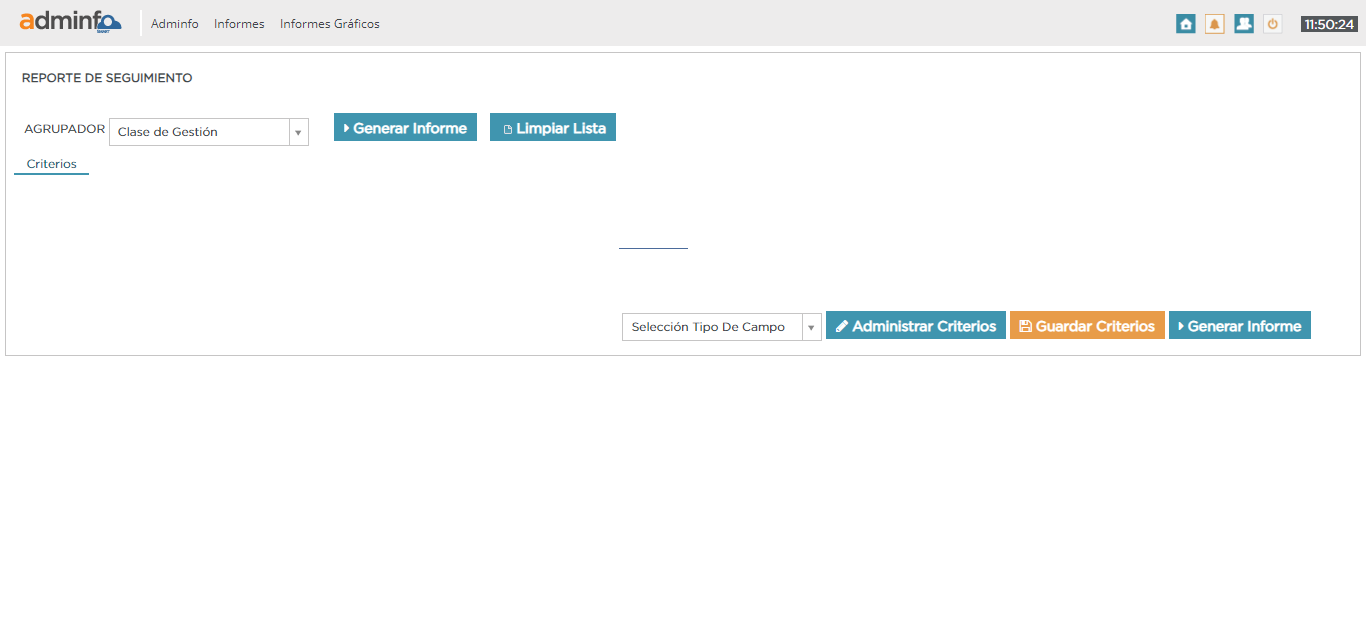 adminfo Adminfo Informes Informes Gráficos 11:50:24
REPORTE DE SEGUIMIENTO
AGRUPADOR Clase de Gestión Generar Informe Limpiar Lista
Criterios
Selección Tipo De Campo Administrar Criterios Guardar Criterios Generar Informe